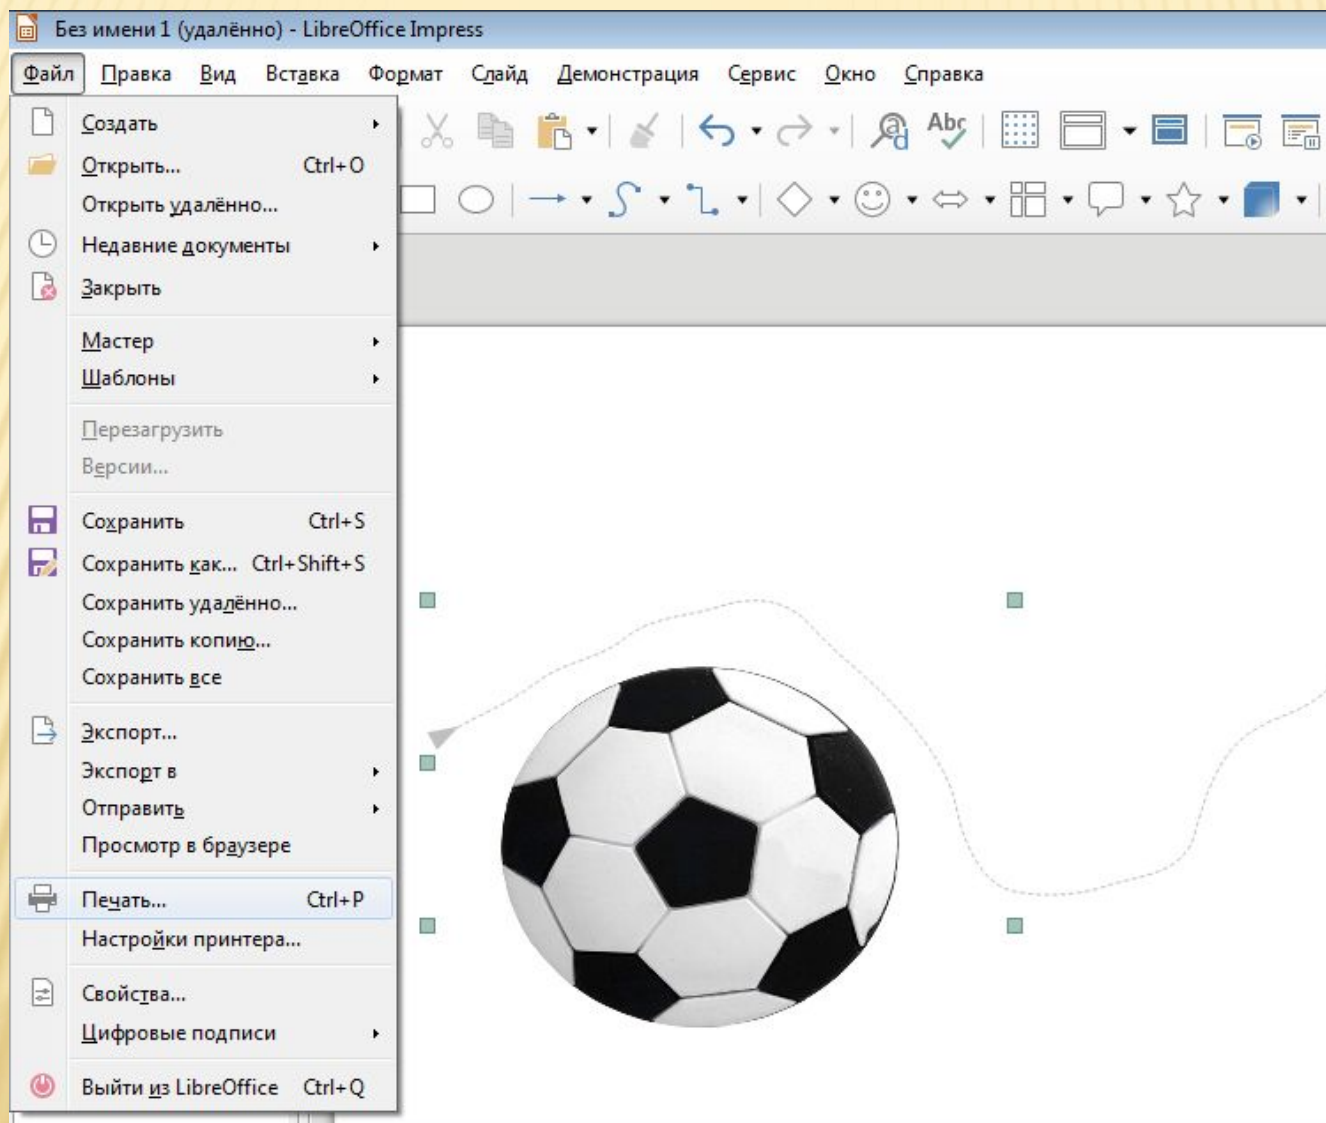 Без имени 1 (удалённо) - LibreOffice Impress
Файл Правка Вид Вставка Формат Слайд Демонстрация Сервис Окно Справка
Создать
Открыть... Ctrl+O
Открыть удалённо...
Недавние документы
Закрыть
Мастер
Шаблоны
Перезагрузить
Версии...
Сохранить Ctrl+S
Сохранить как... Ctrl+Shift+S
Сохранить удалённо...
Сохранить копию...
Сохранить все
Экспорт...
Экспорт в
Отправить
Просмотр в браузере
Печать... Ctrl+P
Настройки принтера...
Свойства...
Цифровые подписи
Выйти из LibreOffice Ctrl+Q
ad Abc